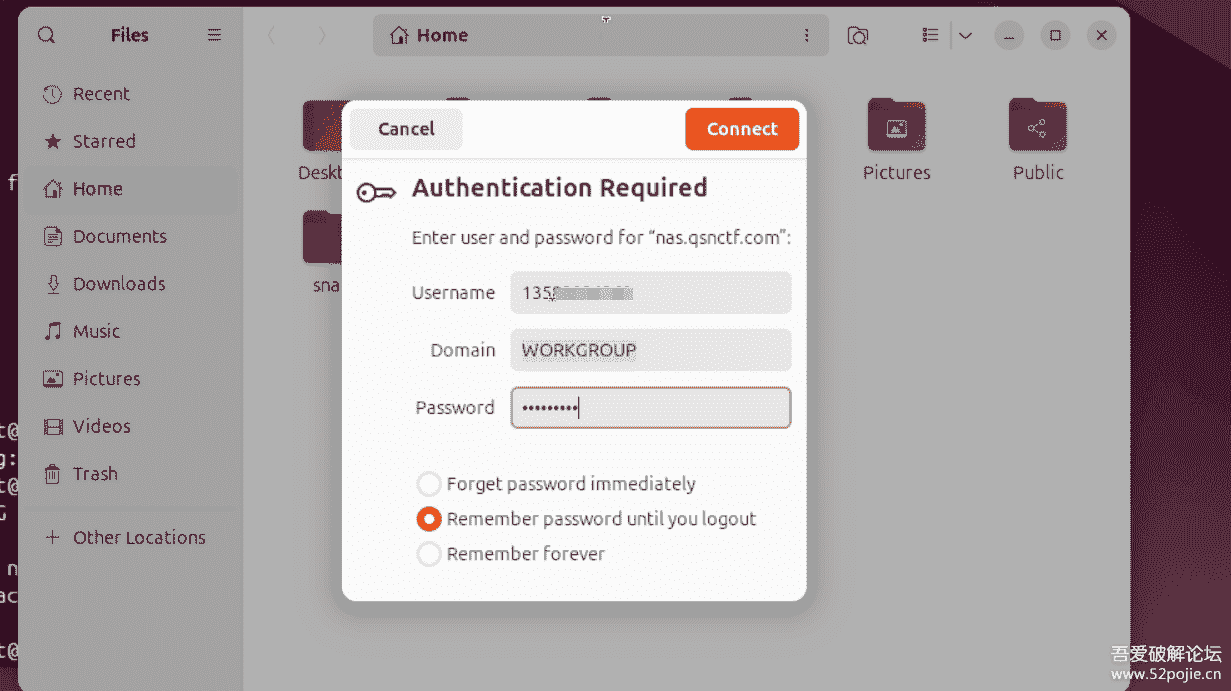 Files
Home
Recent
Starred
Home
Documents
Downloads
Music
Pictures
Videos
Trash
Other Locations
Pictures
Public
Cancel
Connect
Authentication Required
Enter user and password for “nas.qsnctf.com”:
Username
Domain
WORKGROUP
Password
•••••••••
Forget password immediately
Remember password until you logout
Remember forever
吾爱破解论坛
www.52pojie.cn